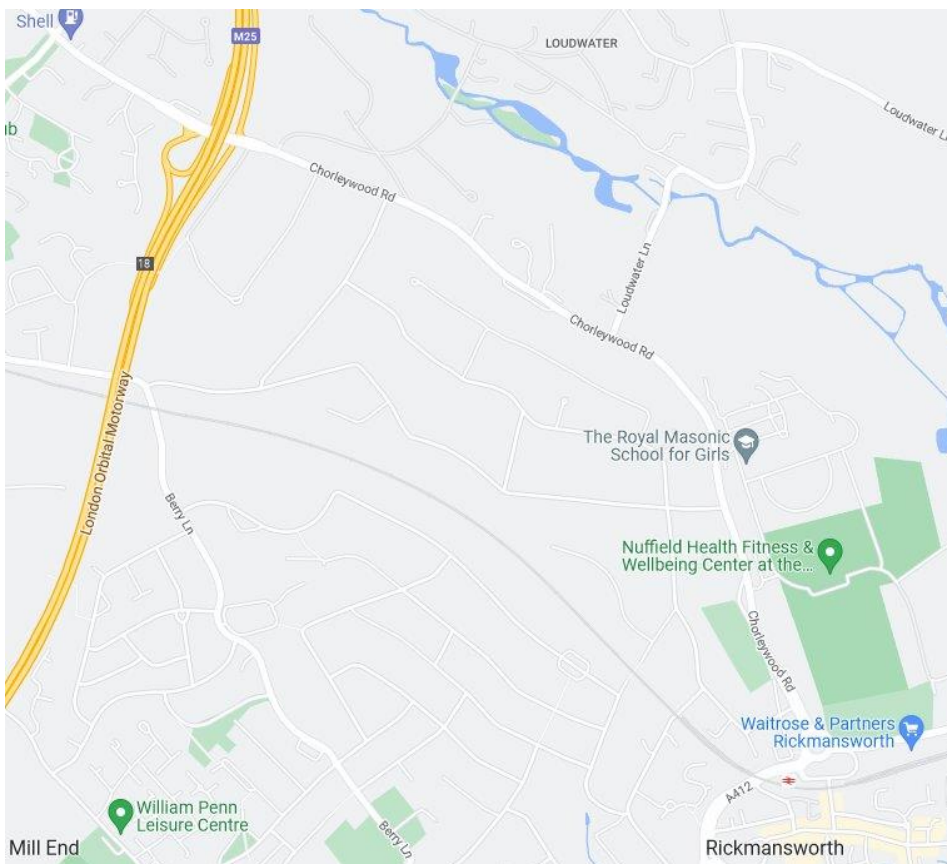 Shell
M25
LOUDWATER
Loudwater Ln
ub
Chorleywood Rd
18
Loudwater Ln
Chorleywood Rd
London Orbital Motorway
The Royal Masonic
School for Girls
Berry Ln
Nuffield Health Fitness &
Wellbeing Center at the...
Chorleywood Rd
Waitrose & Partners
Rickmansworth
A412
William Penn
Leisure Centre
Berry Ln
Mill End
Rickmansworth